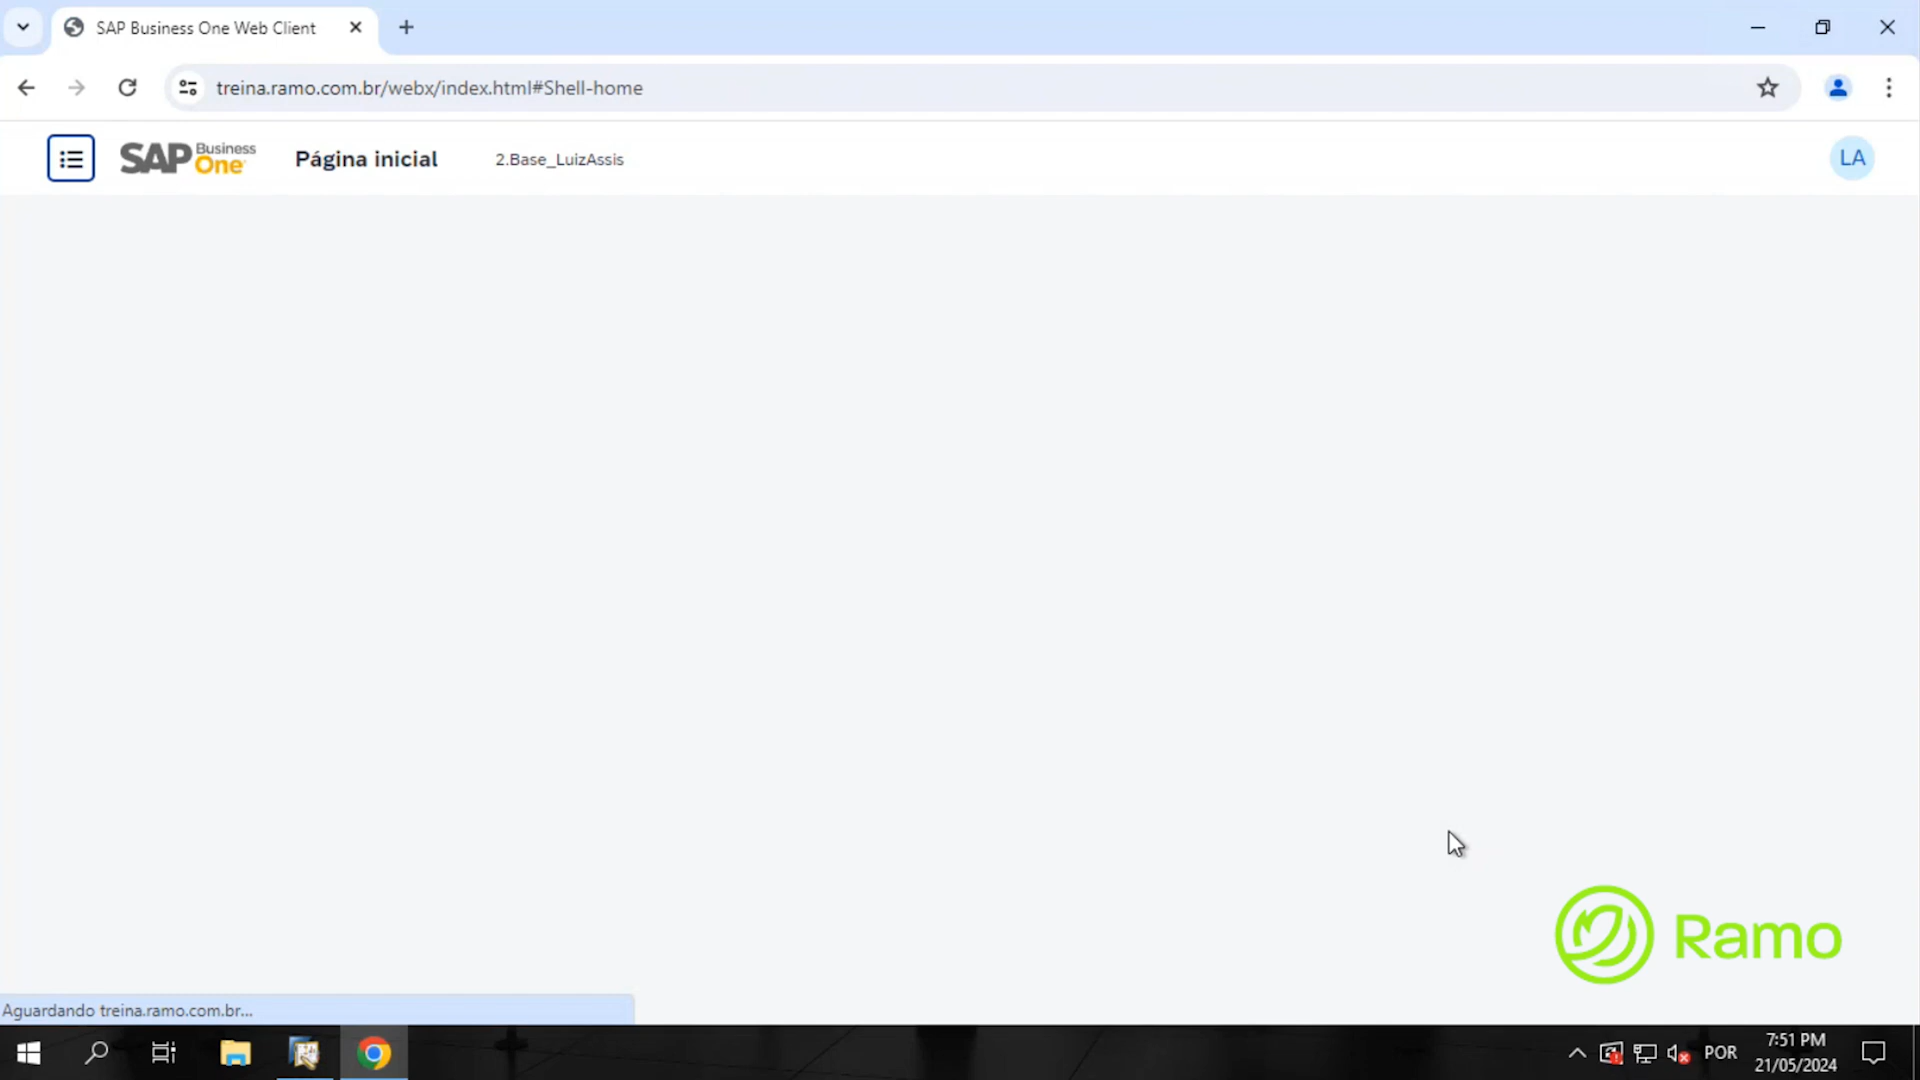 SAP Business One Web Client
treina.ramo.com.br/webx/index.html#Shell-home
SAP Business One
Página inicial
2.Base_LuizAssis
LA
Ramo
Aguardando treina.ramo.com.br...
POR
7:51 PM
21/05/2024